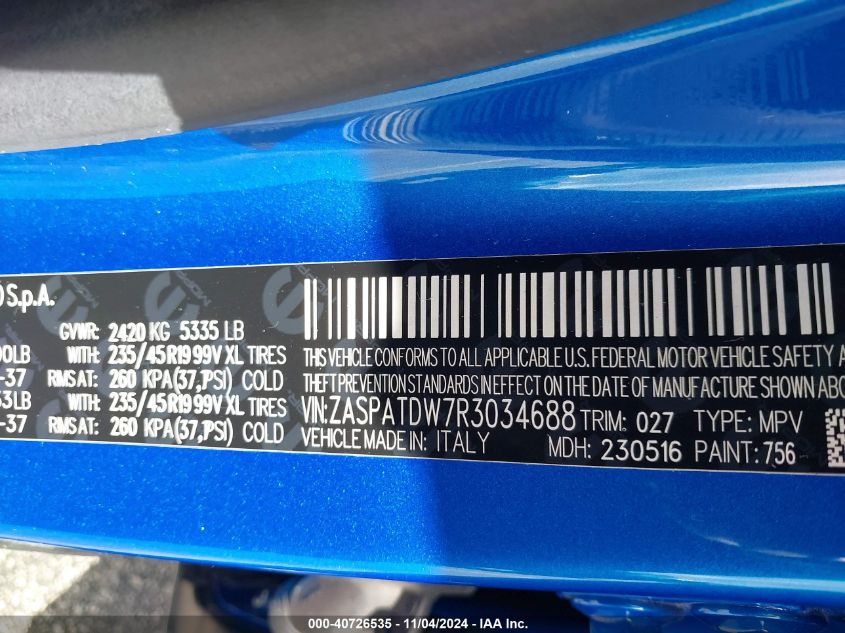 S.p.A.
GVWR: 2420 KG 5335 LB
00LB WITH: 235/45R19 99V XL TIRES
-37 RIMS AT: 260 KPA(37,PSI) COLD
53LB WITH: 235/45R19 99V XL TIRES
-37 RIMS AT: 260 KPA(37,PSI) COLD
THIS VEHICLE CONFORMS TO ALL APPLICABLE U.S. FEDERAL MOTOR VEHICLE SAFETY A
THEFT PREVENTION STANDARDS IN EFFECT ON THE DATE OF MANUFACTURE SHOWN ABO
VIN: ZASPATDW7R3034688 TRIM: 027 TYPE: MPV
VEHICLE MADE IN: ITALY MDH: 230516 PAINT: 756
000-40726535 - 11/04/2024 - IAA Inc.